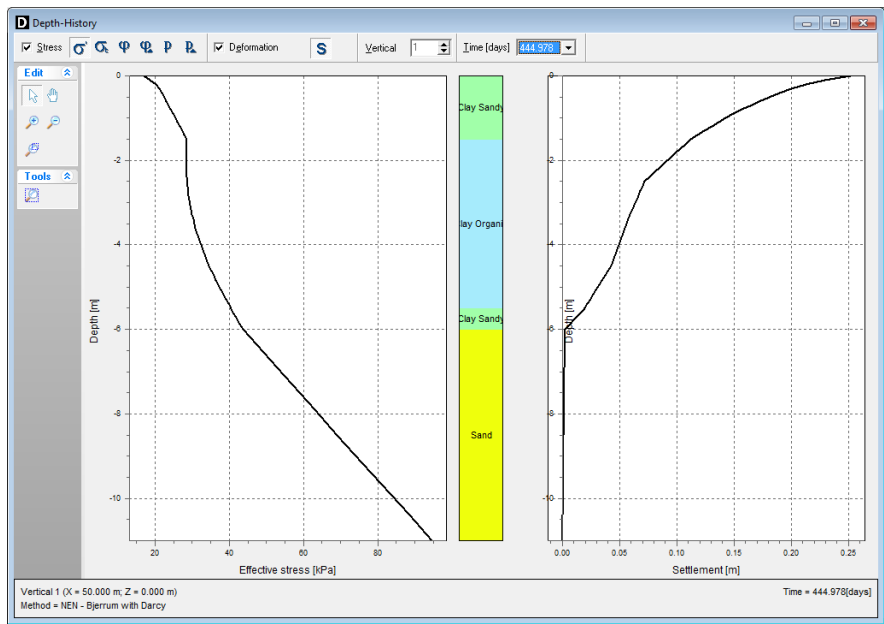 Depth-History
Stress σ' σ φ φ P P Deformation S Vertical 1 Time [days] 444.978
Edit
Tools
0
-2
-4
-6
-8
-10
Depth [m]
20 40 60 80
Effective stress [kPa]
Clay Sandy
lay Organi
Clay Sandy
Sand
0
-2
-4
-6
-8
-10
Depth [m]
0.00 0.05 0.10 0.15 0.20 0.25
Settlement [m]
Vertical 1 (X = 50.000 m; Z = 0.000 m)
Method = NEN - Bjerrum with Darcy
Time = 444.978[days]